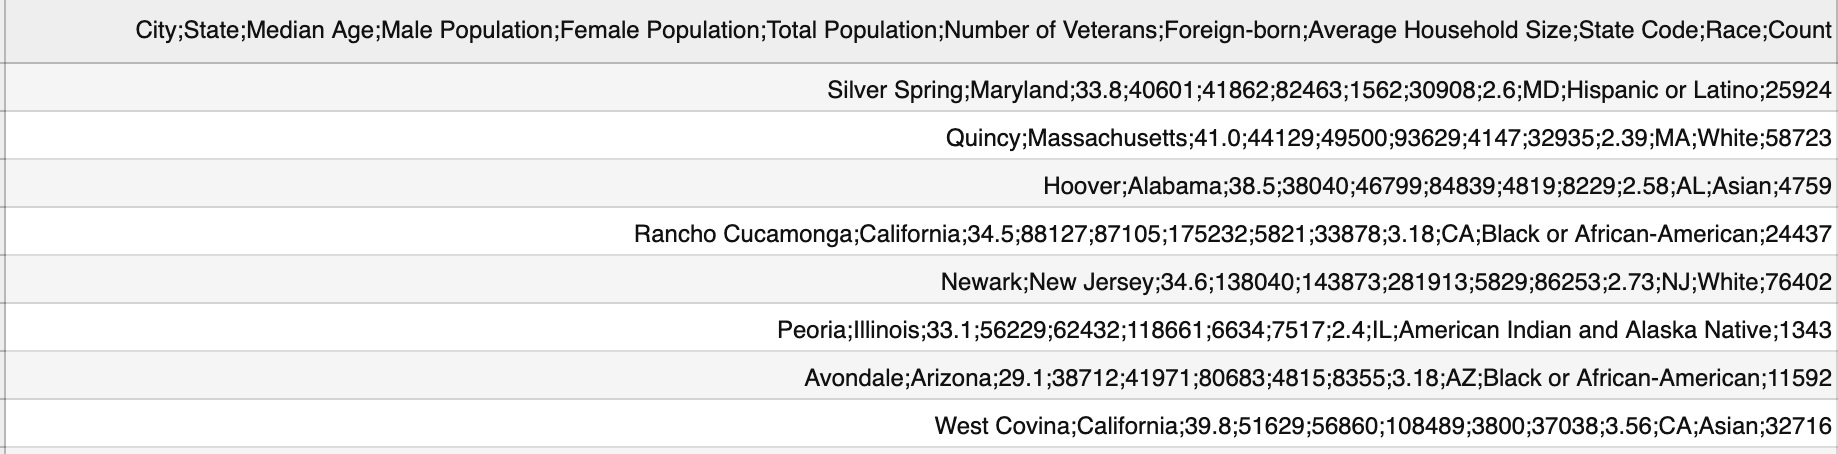 City;State;Median Age;Male Population;Female Population;Total Population;Number of Veterans;Foreign-born;Average Household Size;State Code;Race;Count
Silver Spring;Maryland;33.8;40601;41862;82463;1562;30908;2.6;MD;Hispanic or Latino;25924
Quincy;Massachusetts;41.0;44129;49500;93629;4147;32935;2.39;MA;White;58723
Hoover;Alabama;38.5;38040;46799;84839;4819;8229;2.58;AL;Asian;4759
Rancho Cucamonga;California;34.5;88127;87105;175232;5821;33878;3.18;CA;Black or African-American;24437
Newark;New Jersey;34.6;138040;143873;281913;5829;86253;2.73;NJ;White;76402
Peoria;Illinois;33.1;56229;62432;118661;6634;7517;2.4;IL;American Indian and Alaska Native;1343
Avondale;Arizona;29.1;38712;41971;80683;4815;8355;3.18;AZ;Black or African-American;11592
West Covina;California;39.8;51629;56860;108489;3800;37038;3.56;CA;Asian;32716